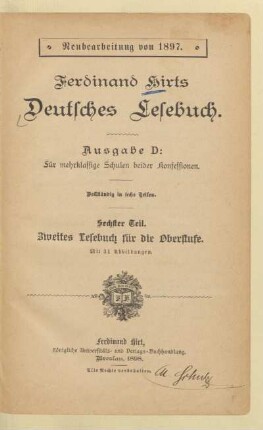 Neubearbeitung von 1897.
Ferdinand Hirts
Deutsches Lesebuch.
Ausgabe D:
Für mehrklassige Schulen beider Konfessionen.
Vollständig in sechs Teilen.
Sechster Teil.
Zweites Lesebuch für die Oberstufe.
Mit 51 Abbildungen
Ferdinand Hirt,
Königliche Universitäts- und Verlags-Buchhandlung.
Breslau, 1898.
Alle Rechte vorbehalten.
Schulz